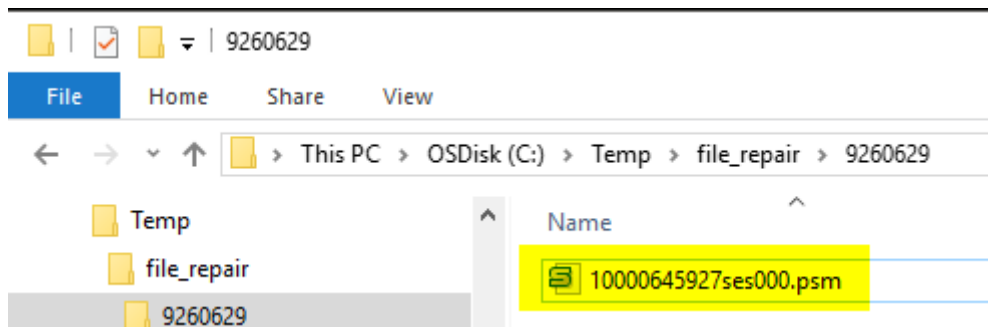 9260629
File Home Share View
This PC > OSDisk (C:) > Temp > file_repair > 9260629
Temp
Name
file_repair
10000645927ses000.psm
9260629